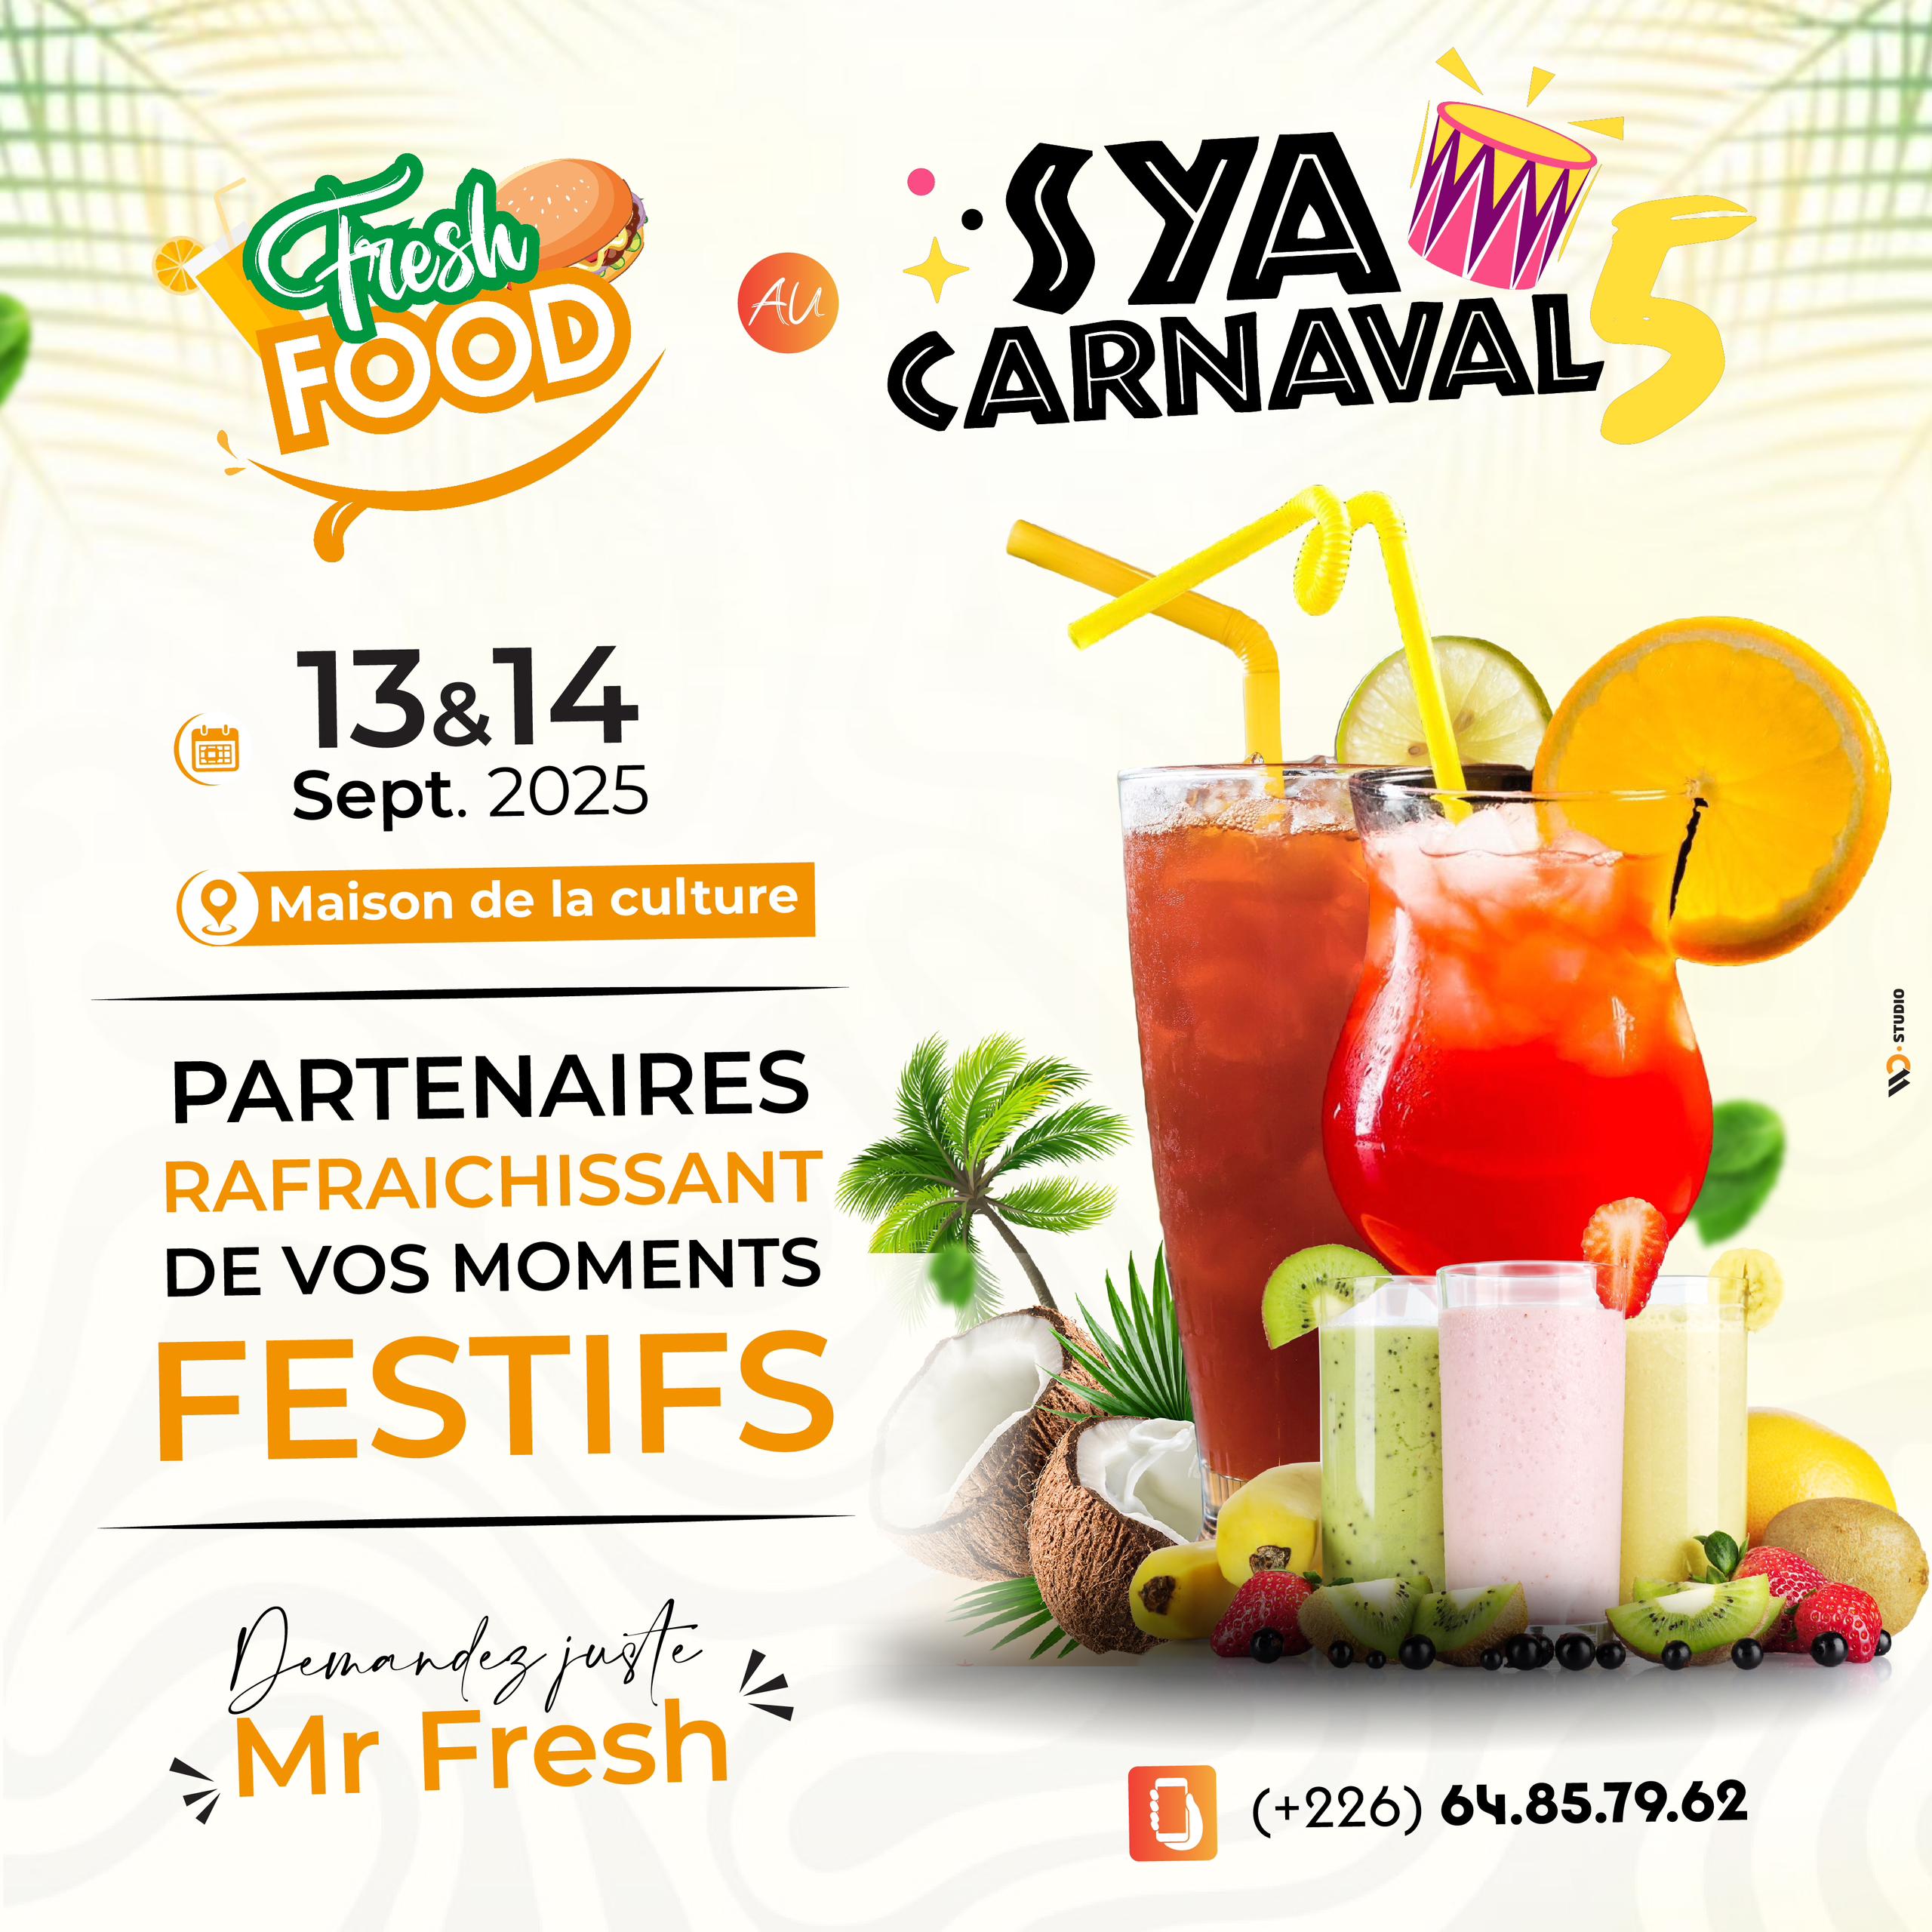 Fresh
FOOD
AU
SYA
CARNAVAL 5
13&14
Sept. 2025
Maison de la culture
PARTENAIRES
RAFRAICHISSANT
DE VOS MOMENTS
FESTIFS
Demandez juste
Mr Fresh
(+226) 64.85.79.62
STUDIO